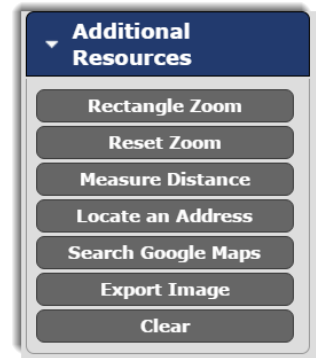 Additional
Resources
Rectangle Zoom
Reset Zoom
Measure Distance
Locate an Address
Search Google Maps
Export Image
Clear